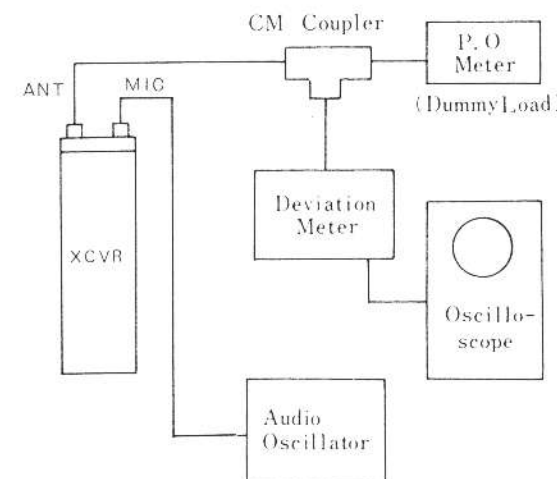 CM Coupler
P.O
Meter
(DummyLoad)
ANT
MIC
XCVR
Deviation
Meter
Oscillo-
scope
Audio
Oscillator